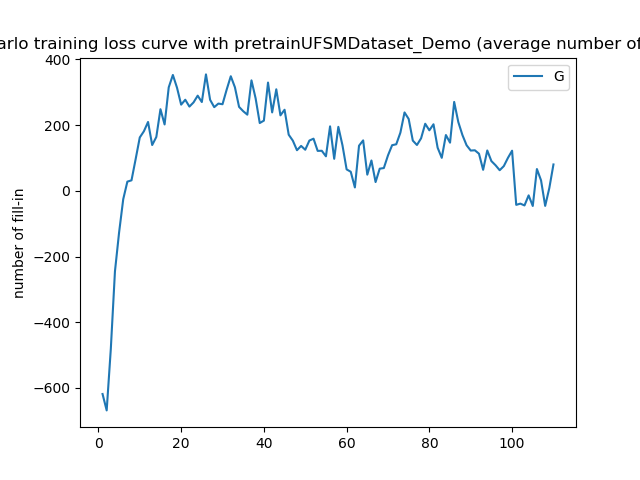 arlo training loss curve with pretrainUFSMDataset_Demo (average number of
400
200
0
−200
−400
−600
number of fill-in
G
0 20 40 60 80 100